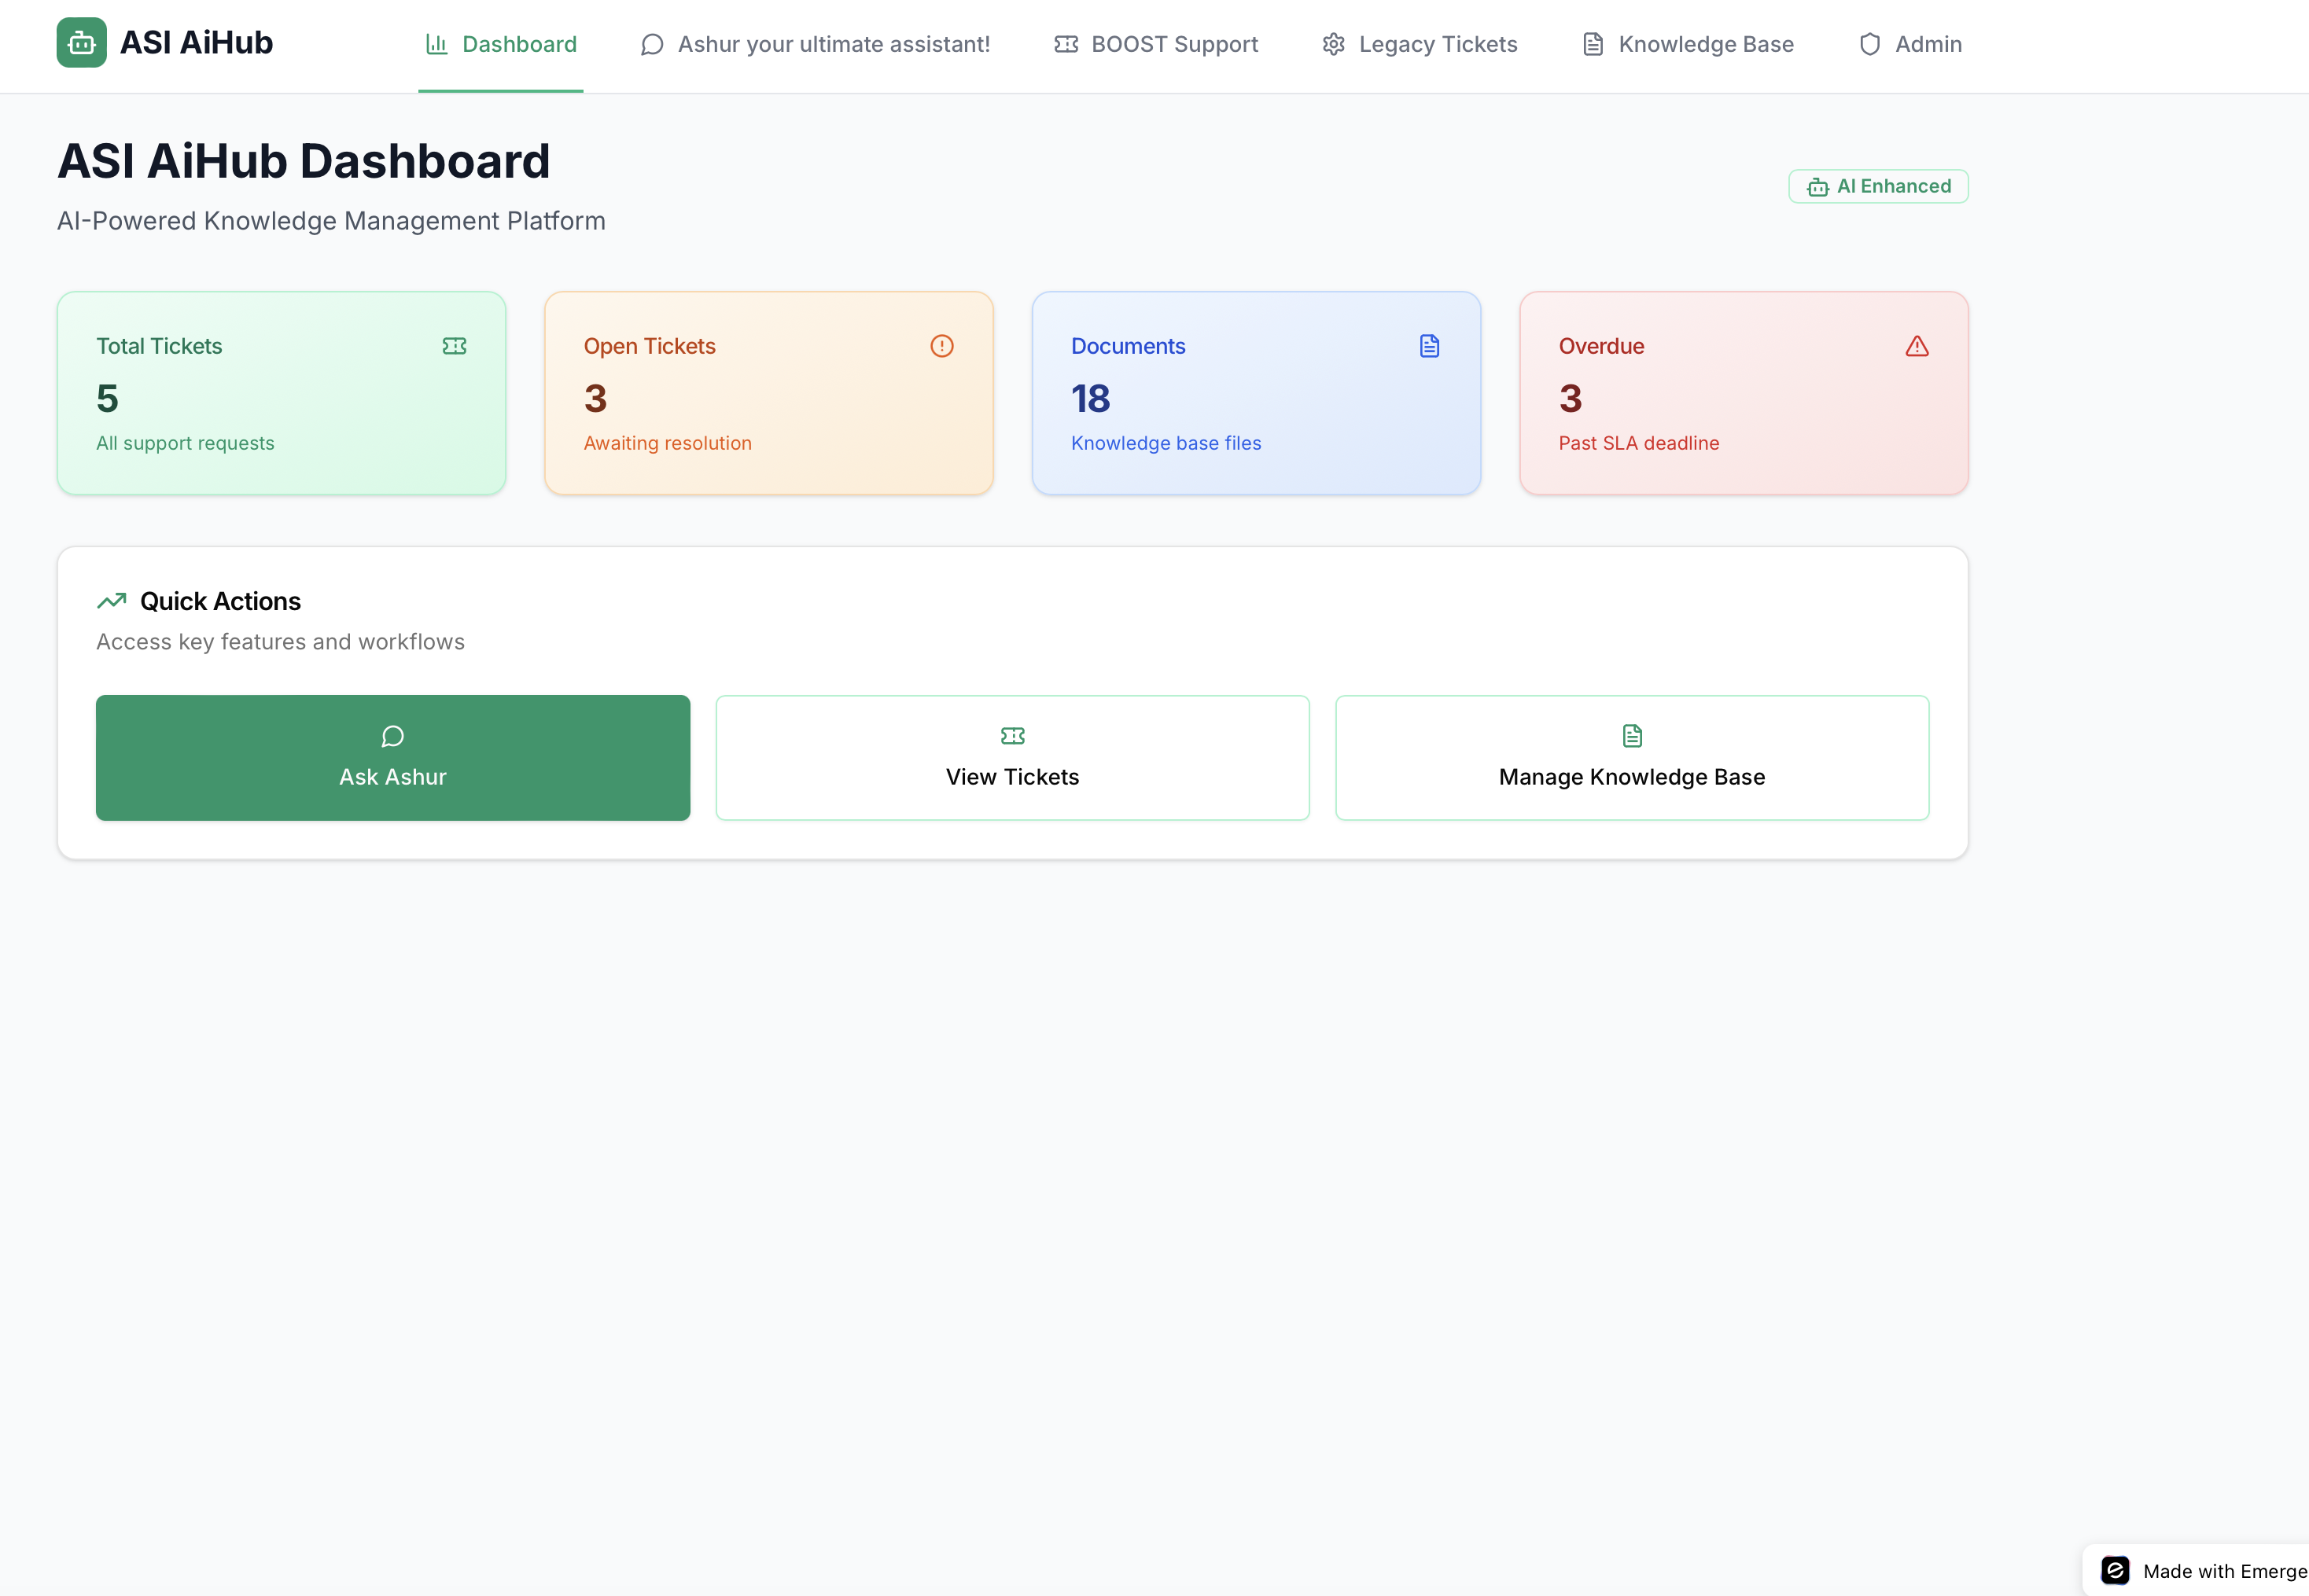 ASI AiHub
Dashboard
Ashur your ultimate assistant!
BOOST Support
Legacy Tickets
Knowledge Base
Admin
ASI AiHub Dashboard
AI-Powered Knowledge Management Platform
AI Enhanced
Total Tickets
5
All support requests
Open Tickets
3
Awaiting resolution
Documents
18
Knowledge base files
Overdue
3
Past SLA deadline
Quick Actions
Access key features and workflows
Ask Ashur
View Tickets
Manage Knowledge Base
Made with Emerge